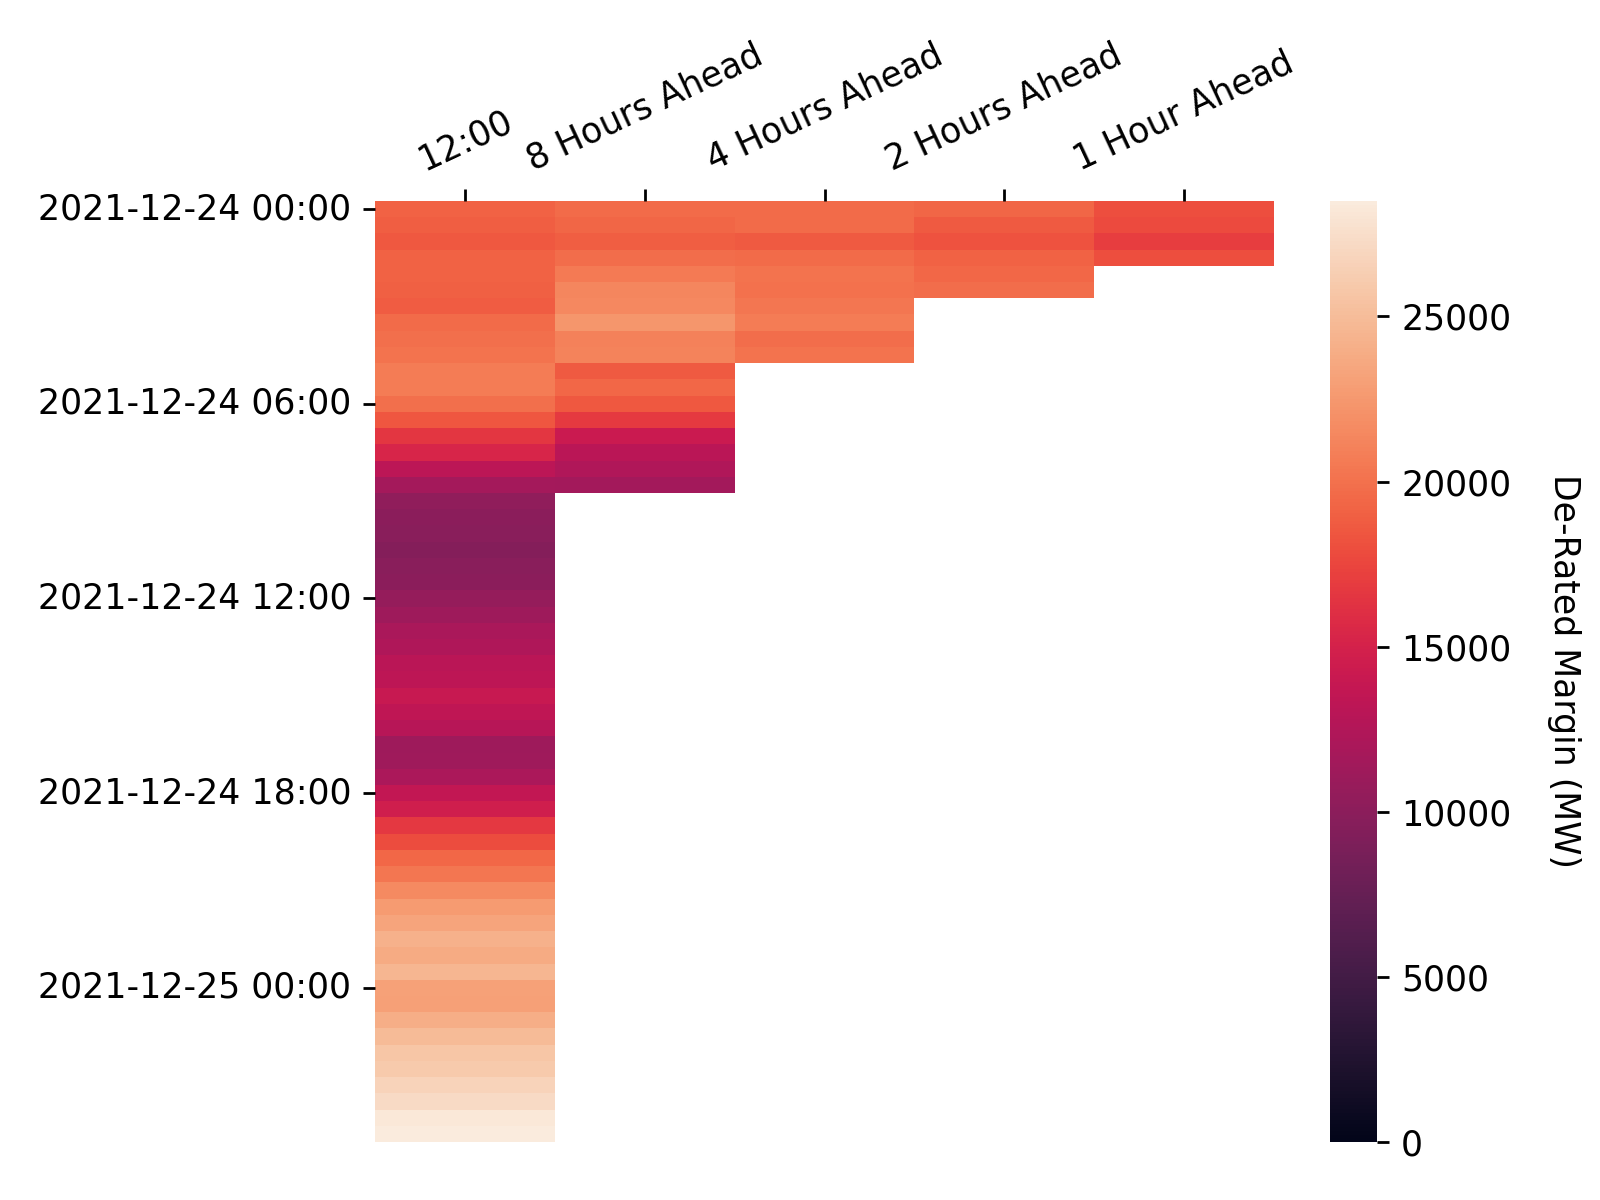 12:00
8 Hours Ahead
4 Hours Ahead
2 Hours Ahead
1 Hour Ahead
2021-12-24 00:00
2021-12-24 06:00
2021-12-24 12:00
2021-12-24 18:00
2021-12-25 00:00
25000
20000
15000
10000
5000
0
De-Rated Margin (MW)